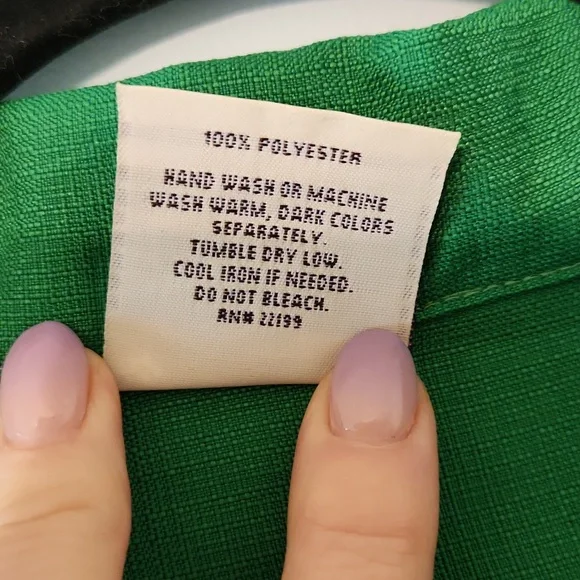 100% POLYESTER
HAND WASH OR MACHINE
WASH WARM, DARK COLORS
SEPARATELY.
TUMBLE DRY LOW.
COOL IRON IF NEEDED.
DO NOT BLEACH.
RN# 22199